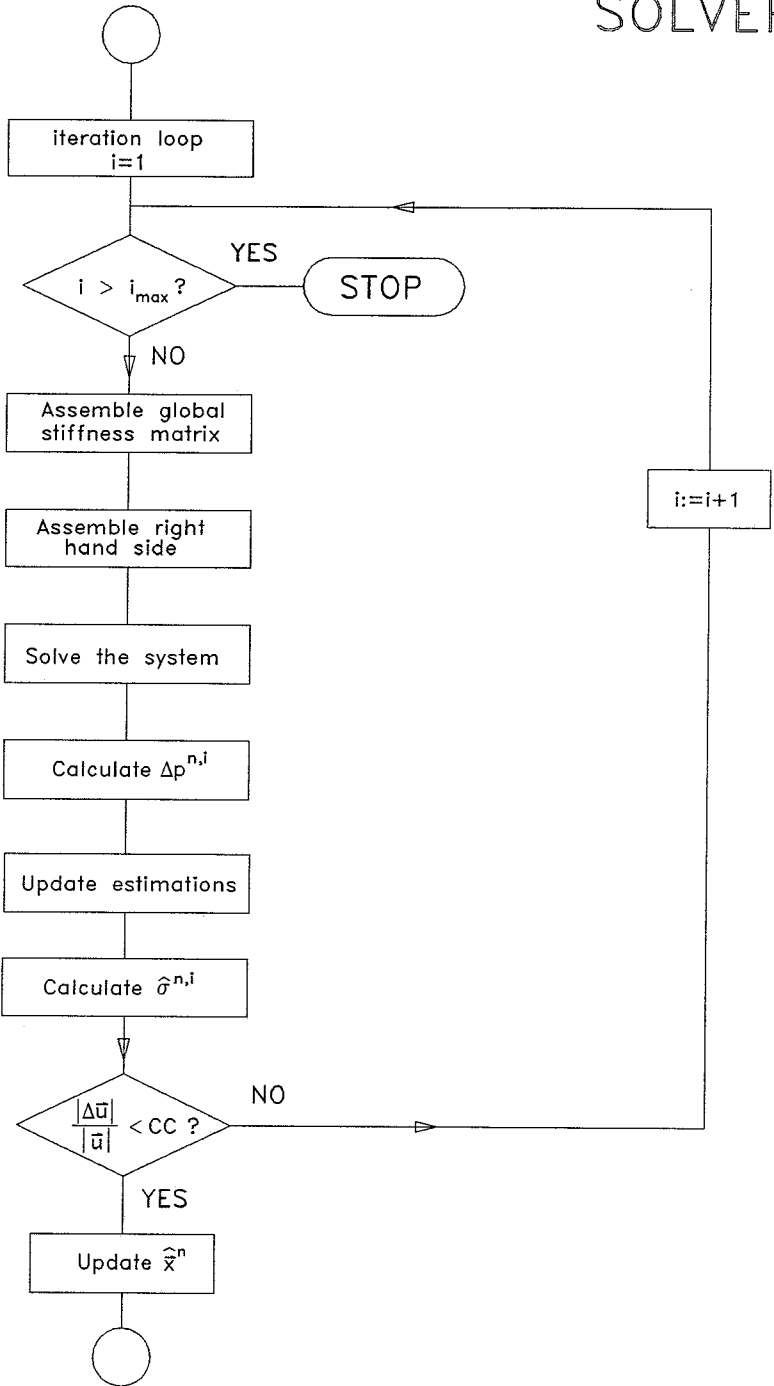 iteration loop
i=1
i > i_max ?
YES
STOP
NO
Assemble global
stiffness matrix
Assemble right
hand side
i:=i+1
Solve the system
Calculate Δp^n,i
Update estimations
Calculate σ̂^n,i
|Δu⃗|
|u⃗|
< CC ?
NO
YES
Update x̂⃗^n